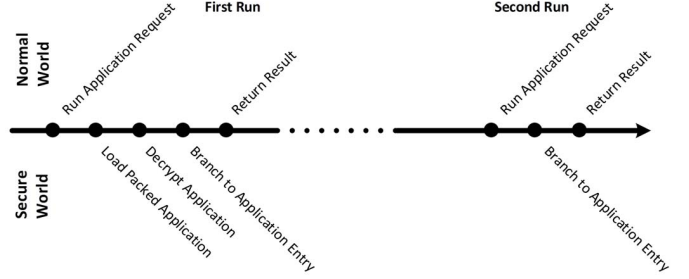 First Run
Second Run
Normal
World
Run Application Request
Return Result
Run Application Request
Return Result
Secure
World
Load Packed Application
Decrypt Application
Branch to Application Entry
Branch to Application Entry